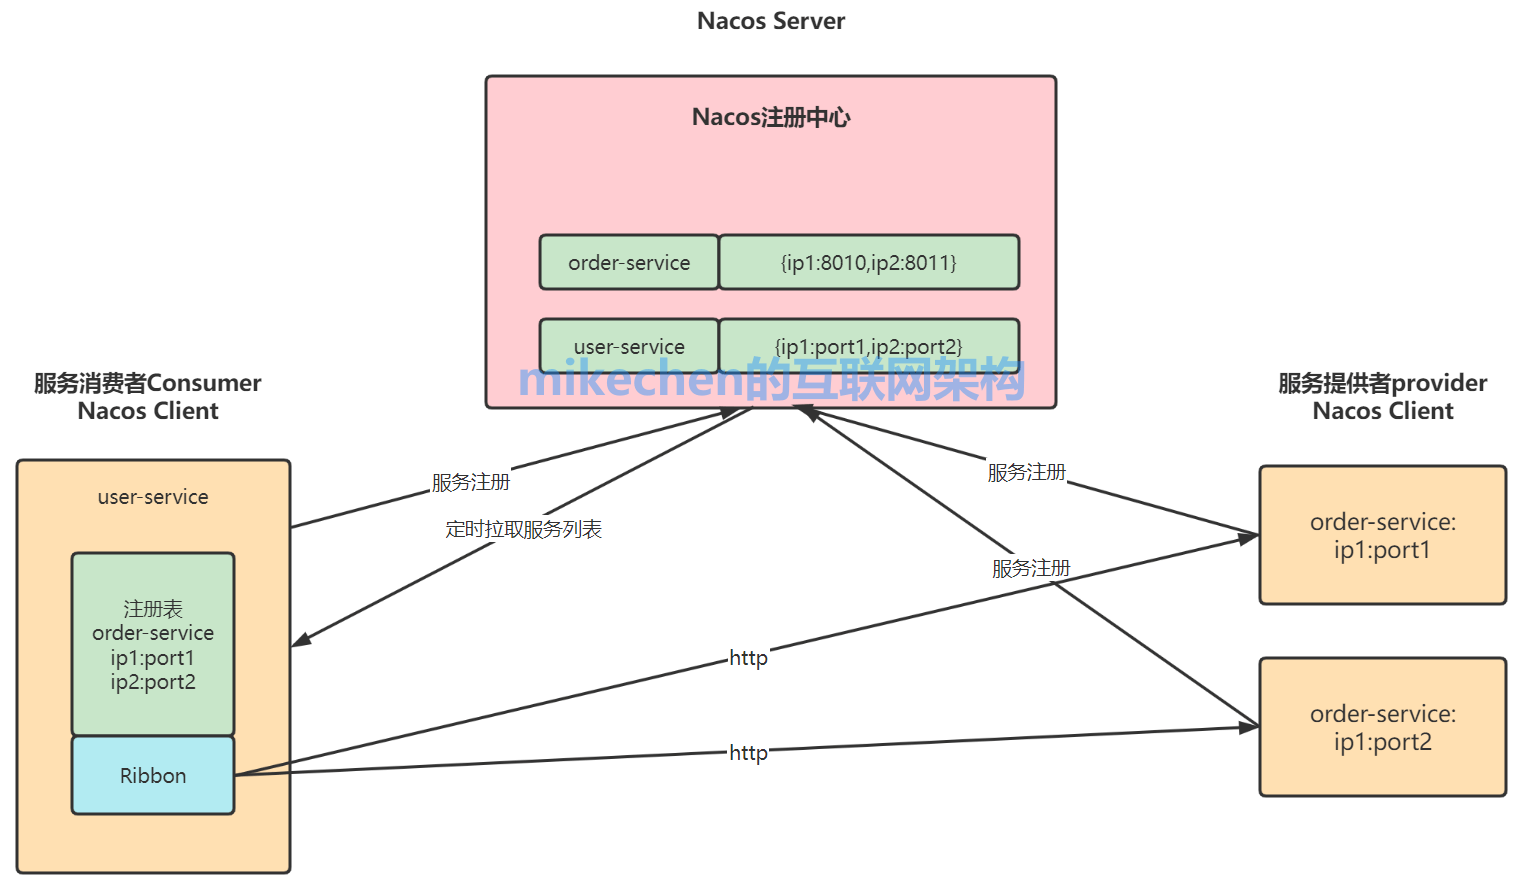 Nacos Server
Nacos注册中心
order-service
{ip1:8010,ip2:8011}
user-service
{ip1:port1,ip2:port2}
mikechen的互联网架构
服务消费者Consumer
Nacos Client
服务提供者provider
Nacos Client
user-service
服务注册
服务注册
定时拉取服务列表
order-service:
ip1:port1
服务注册
注册表
order-service
ip1:port1
ip2:port2
http
order-service:
ip1:port2
http
Ribbon